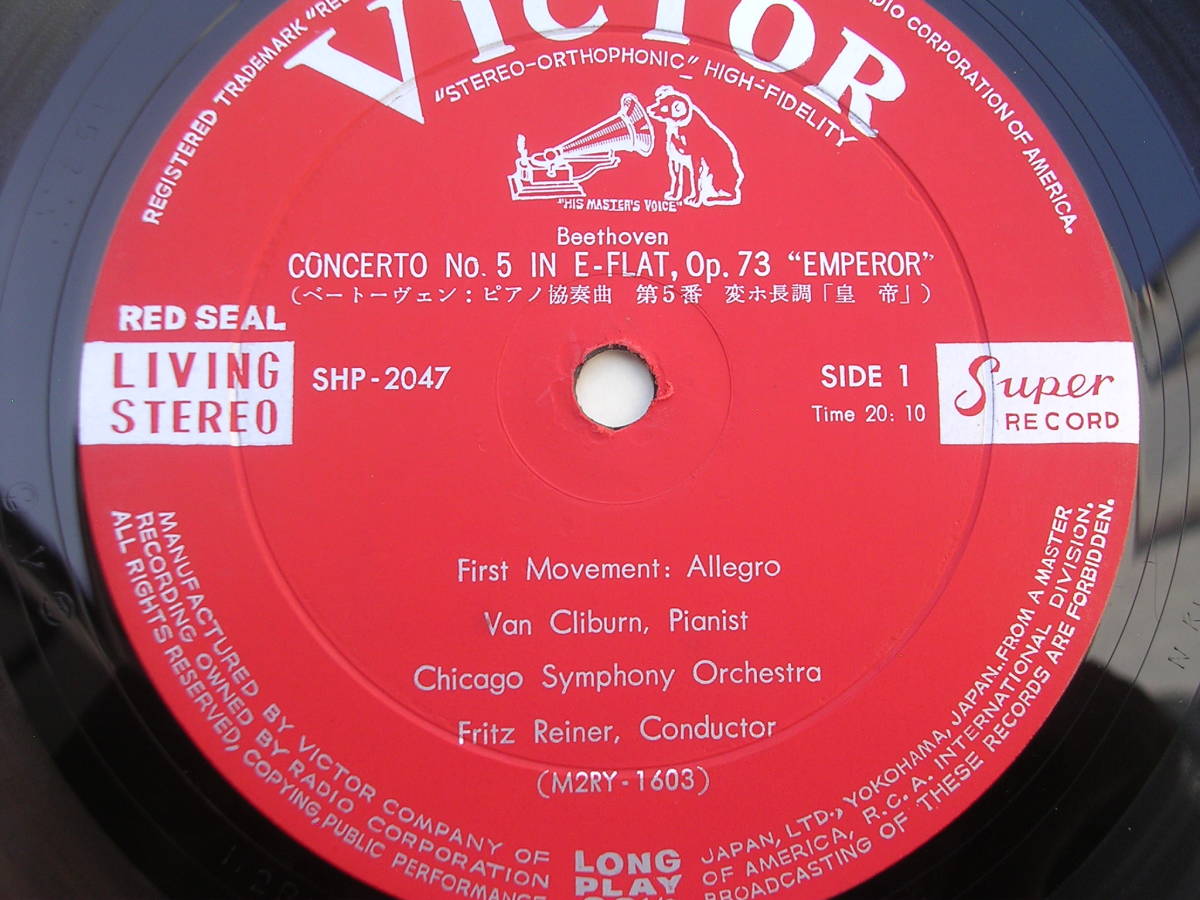 REGISTERED TRADEMARK
VICTOR
RADIO CORPORATION OF AMERICA.
"STEREO-ORTHOPHONIC" HIGH-FIDELITY
"HIS MASTER'S VOICE"
Beethoven
CONCERTO No. 5 IN E-FLAT, Op. 73 "EMPEROR"
(ベートーヴェン：ピアノ協奏曲 第5番 変ホ長調「皇 帝」)
RED SEAL
LIVING
STEREO
SHP-2047
SIDE 1
Time 20: 10
Super
RECORD
First Movement: Allegro
Van Cliburn, Pianist
Chicago Symphony Orchestra
Fritz Reiner, Conductor
(M2RY-1603)
MANUFACTURED BY VICTOR COMPANY OF JAPAN, LTD., YOKOHAMA, JAPAN. FROM A MASTER
RECORDING OWNED BY RADIO CORPORATION OF AMERICA, R.C.A. INTERNATIONAL DIVISION.
ALL RIGHTS RESERVED, COPYING, PUBLIC PERFORMANCE BROADCASTING OF THESE RECORDS ARE FORBIDDEN.
LONG
PLAY